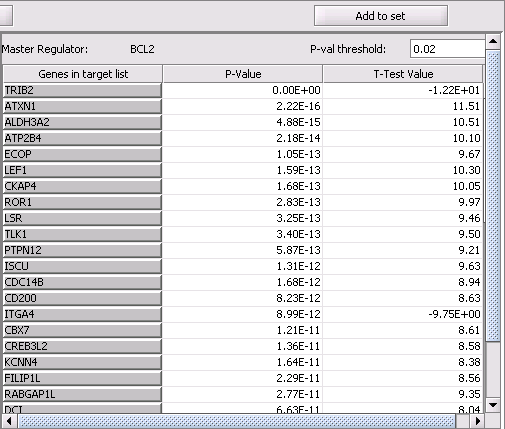 Add to set
Master Regulator: BCL2 P-val threshold: 0.02
Genes in target list P-Value T-Test Value
TRIB2 0.00E+00 -1.22E+01
ATXN1 2.22E-16 11.51
ALDH3A2 4.88E-15 10.51
ATP2B4 2.18E-14 10.10
ECOP 1.05E-13 9.67
LEF1 1.59E-13 10.30
CKAP4 1.68E-13 10.05
ROR1 2.83E-13 9.97
LSR 3.25E-13 9.46
TLK1 3.40E-13 9.50
PTPN12 5.87E-13 9.21
ISCU 1.31E-12 9.63
CDC14B 1.68E-12 8.94
CD200 8.23E-12 8.63
ITGA4 8.99E-12 -9.75E+00
CBX7 1.21E-11 8.61
CREB3L2 1.36E-11 8.58
KCNN4 1.64E-11 8.38
FILIP1L 2.29E-11 8.56
RABGAP1L 2.77E-11 9.35
DCI 6.63E-11 8.04